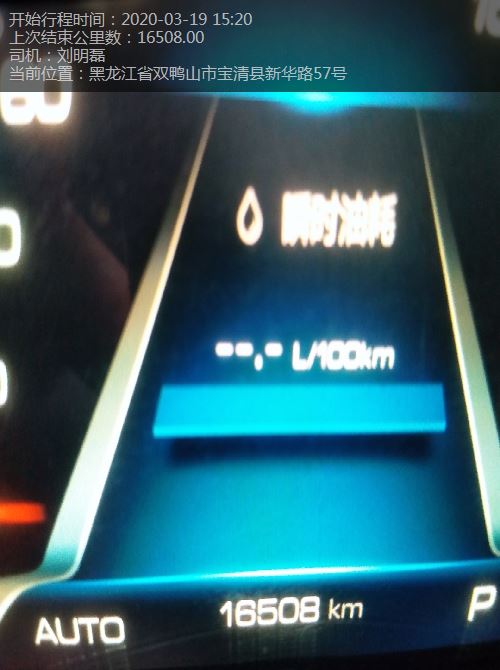 开始行程时间：2020-03-19 15:20
上次结束公里数：16508.00
司机：刘明磊
当前位置：黑龙江省双鸭山市宝清县新华路57号
瞬时油耗
--.- L/100km
16508 km
P
AUTO